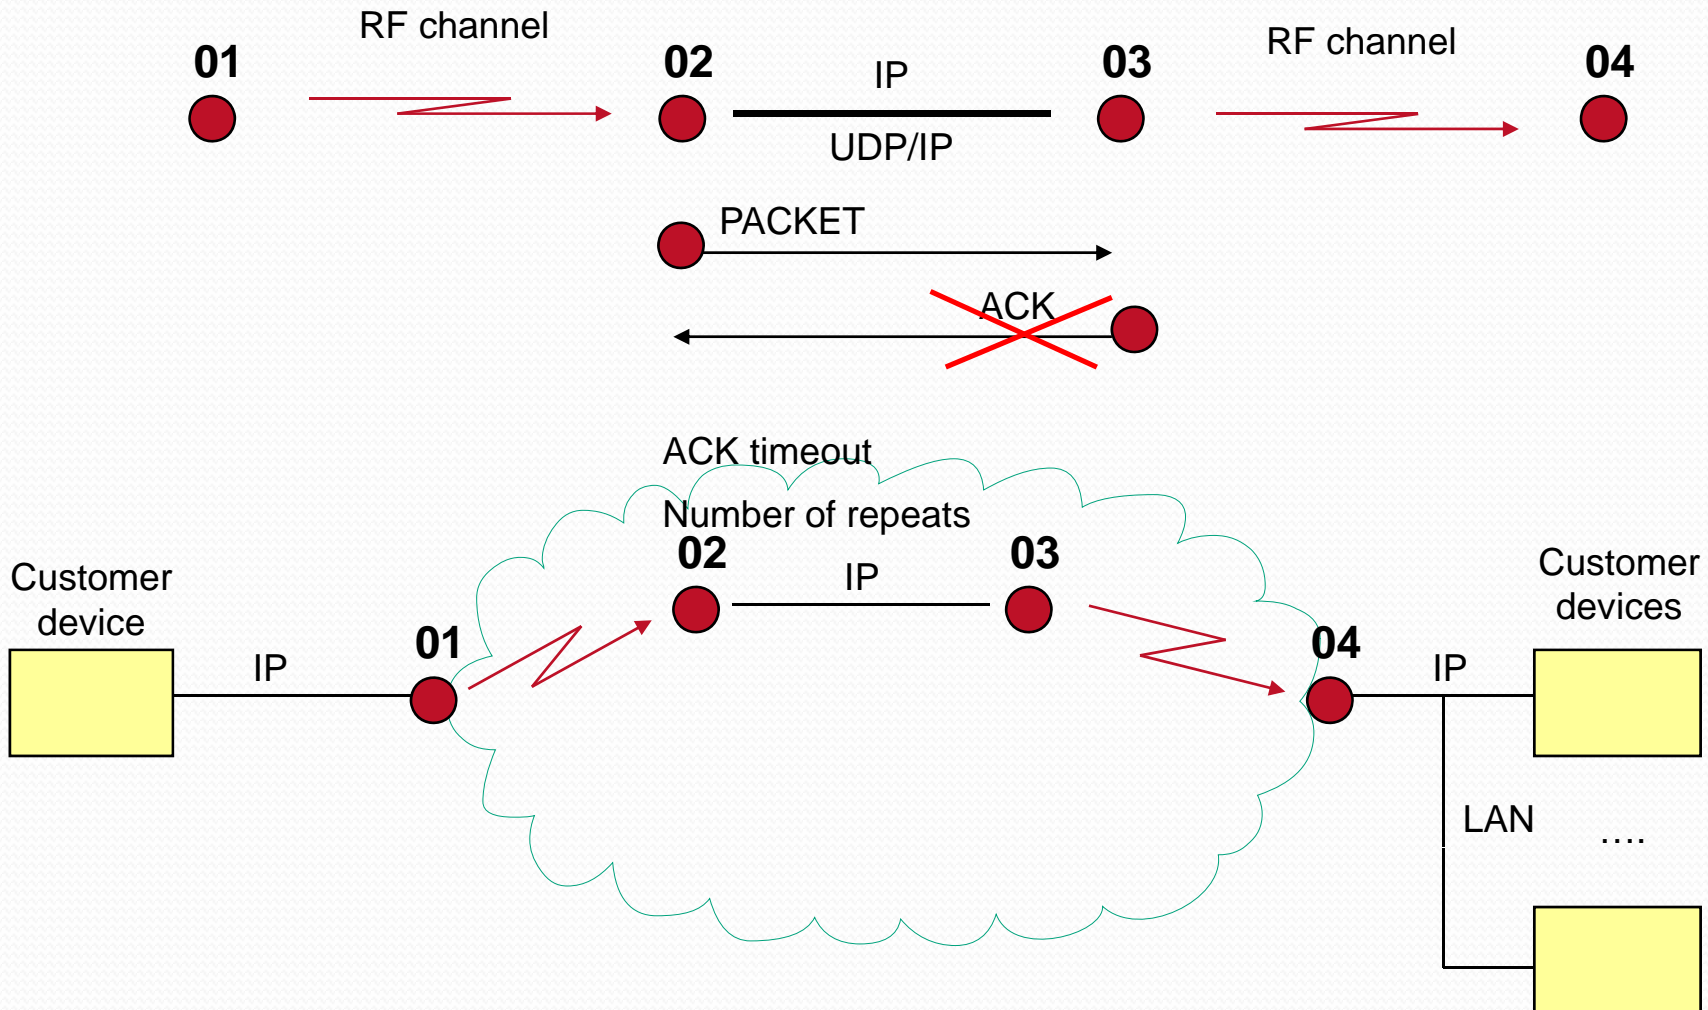 RF channel
RF channel
01
02
IP
03
04
UDP/IP
PACKET
ACK
ACK timeout
Number of repeats
02
03
IP
Customer
device
Customer
devices
01
04
IP
IP
LAN
....